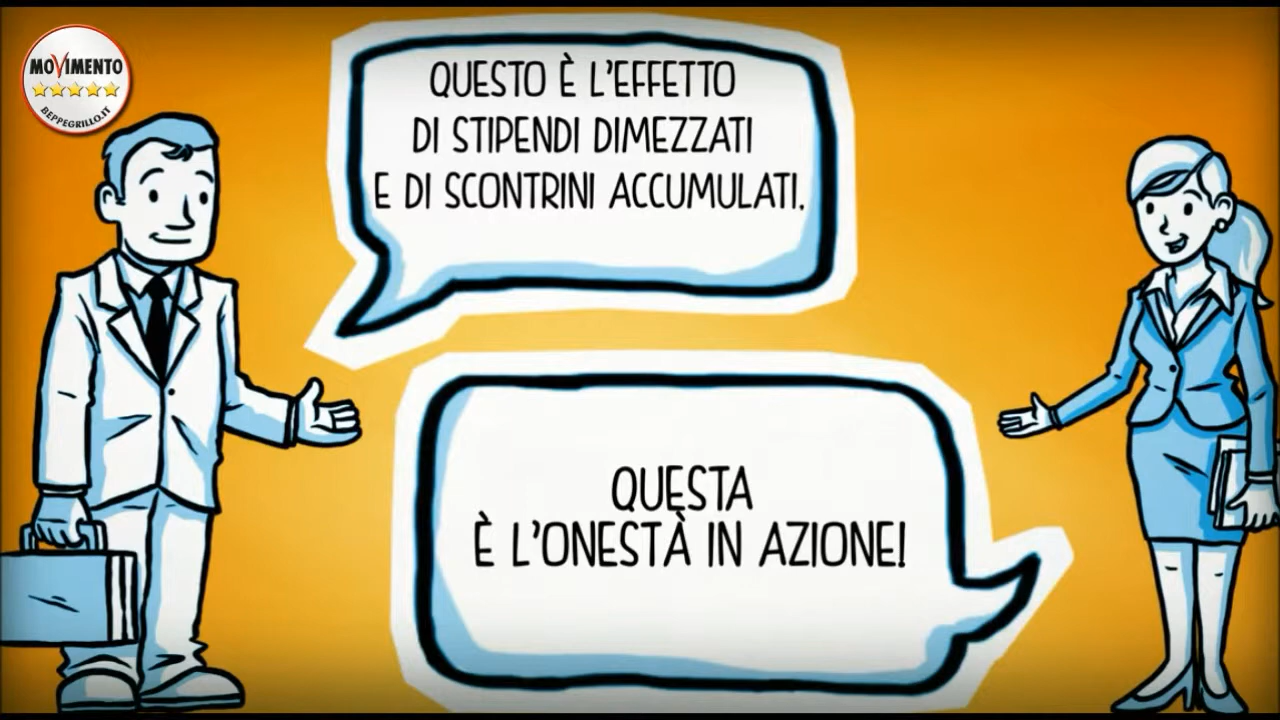 MOVIMENTO
BEPPEGRILLO.IT
QUESTO È L'EFFETTO
DI STIPENDI DIMEZZATI
E DI SCONTRINI ACCUMULATI.
QUESTA
È L'ONESTÀ IN AZIONE!